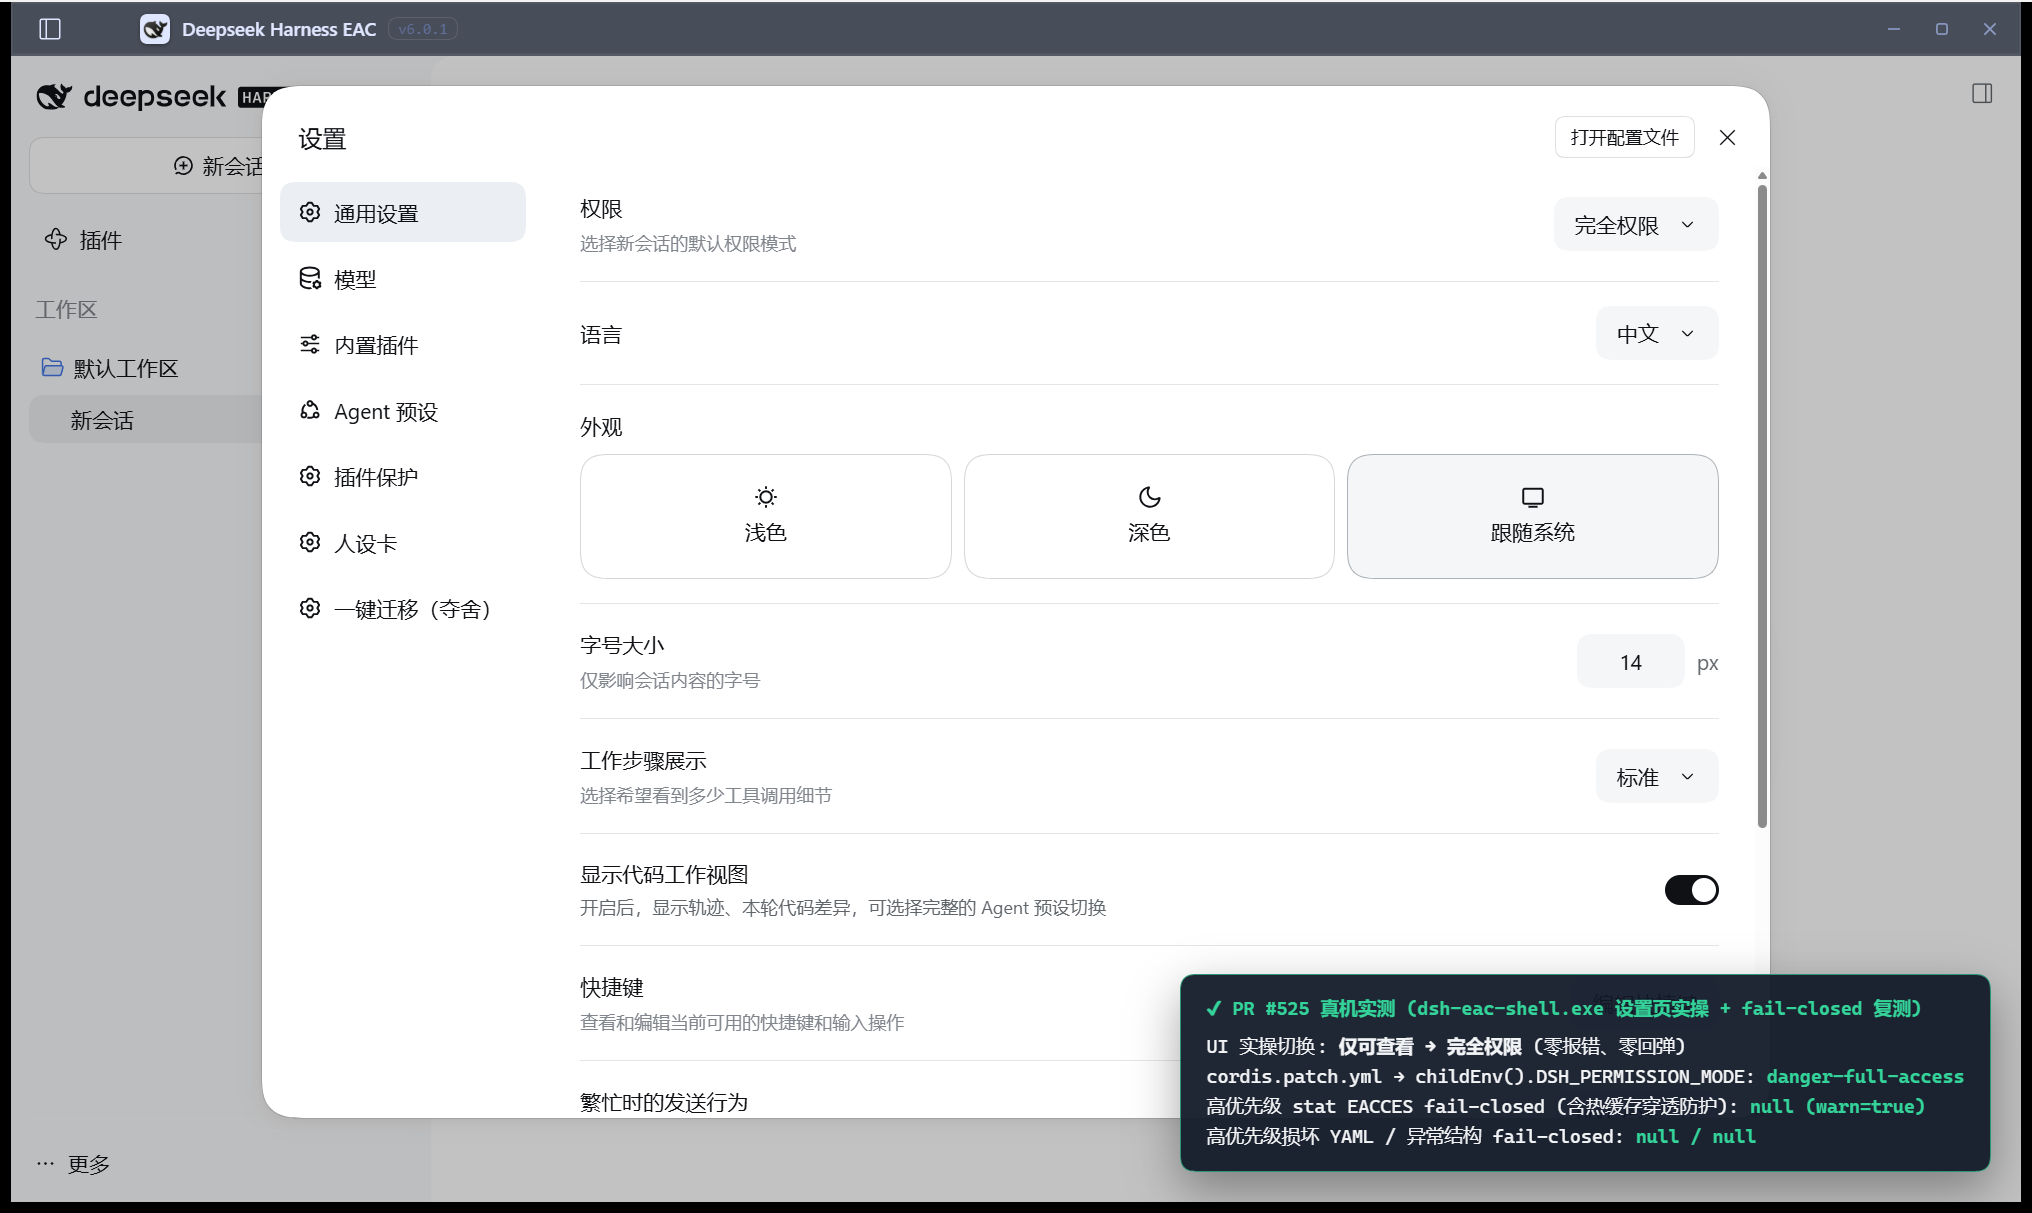 Deepseek Harness EAC v6.0.1
deepseek HAR
新会话
插件
工作区
默认工作区
新会话
更多
设置
打开配置文件
通用设置
模型
内置插件
Agent 预设
插件保护
人设卡
一键迁移（夺舍）
权限
选择新会话的默认权限模式
完全权限
语言
中文
外观
浅色
深色
跟随系统
字号大小
仅影响会话内容的字号
14 px
工作步骤展示
选择希望看到多少工具调用细节
标准
显示代码工作视图
开启后，显示轨迹、本轮代码差异，可选择完整的 Agent 预设切换
快捷键
查看和编辑当前可用的快捷键和输入操作
繁忙时的发送行为
✓ PR #525 真机实测 (dsh-eac-shell.exe 设置页实操 + fail-closed 复测)
UI 实操切换: 仅可查看 → 完全权限 (零报错、零回弹)
cordis.patch.yml → childEnv().DSH_PERMISSION_MODE: danger-full-access
高优先级 stat EACCES fail-closed (含热缓存穿透防护): null (warn=true)
高优先级损坏 YAML / 异常结构 fail-closed: null / null